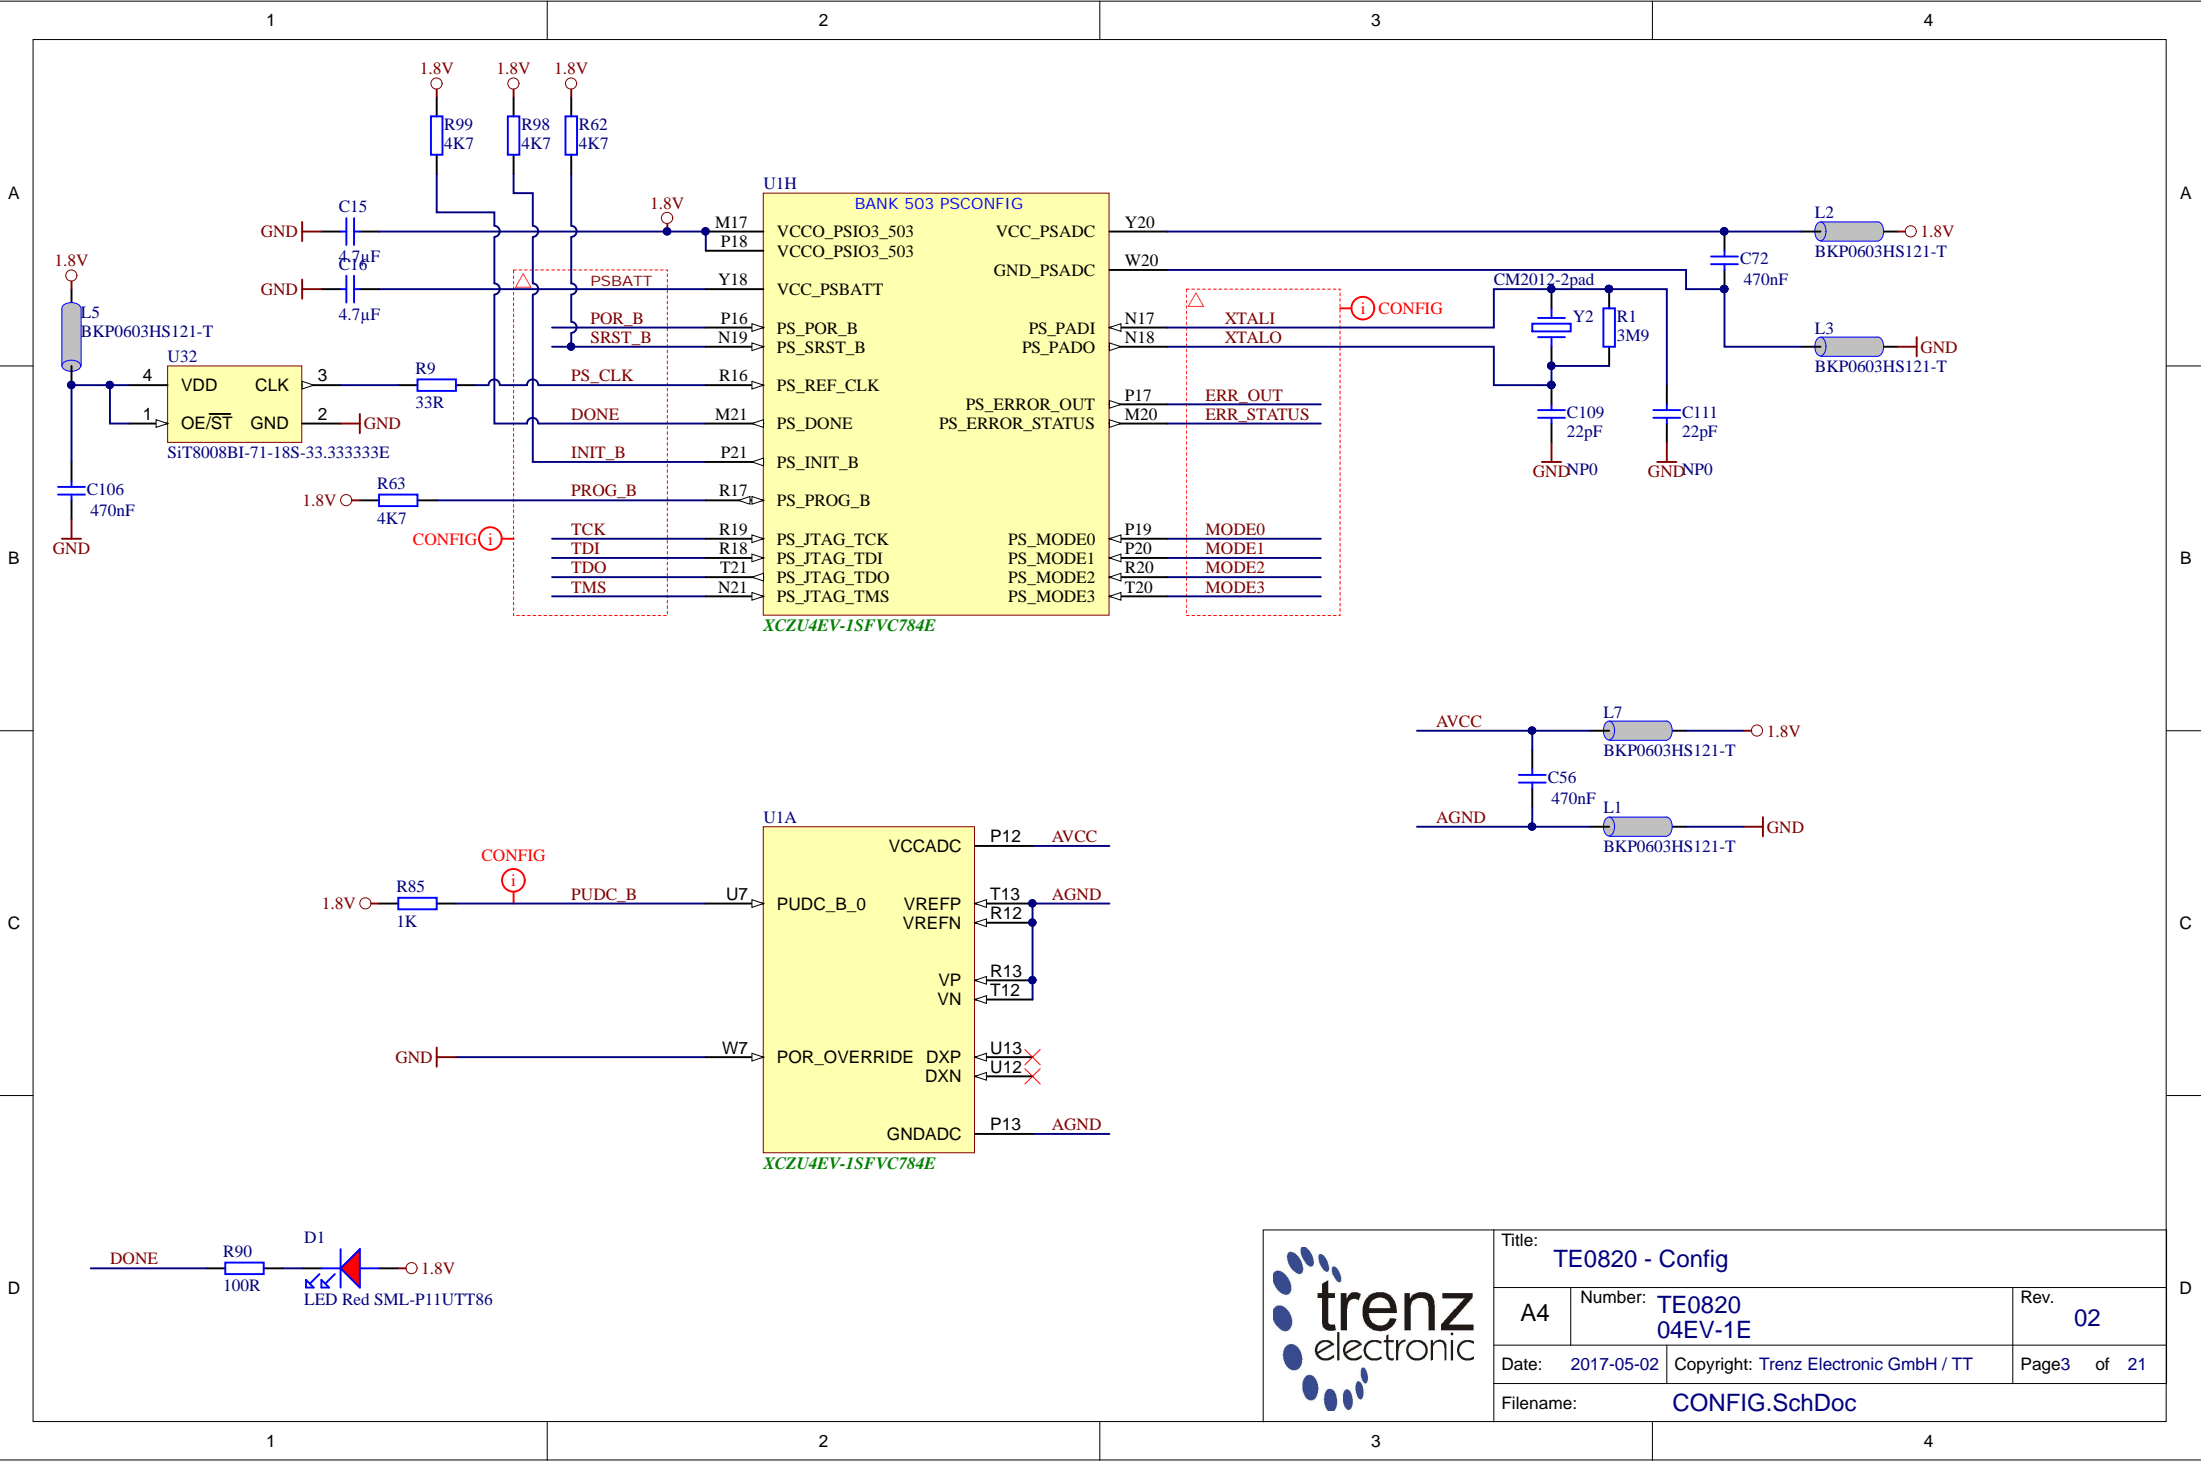 1 2 3 4
A A
B B
C C
D D
1.8V 1.8V 1.8V
R99
4K7
R98
4K7
R62
4K7
C15
4.7µF
GND
1.8V
C16
4.7µF
GND
1.8V
L5
BKP0603HS121-T
U32
4 VDD CLK 3
1 OE/ST GND 2
GND
SiT8008BI-71-18S-33.333333E
C106
470nF
GND
R9
33R
1.8V
R63
4K7
CONFIG i
PSBATT
POR_B
SRST_B
PS_CLK
DONE
INIT_B
PROG_B
TCK
TDI
TDO
TMS
U1H
BANK 503 PSCONFIG
M17 VCCO_PSIO3_503
P18 VCCO_PSIO3_503
Y18 VCC_PSBATT
P16 PS_POR_B
N19 PS_SRST_B
R16 PS_REF_CLK
M21 PS_DONE
P21 PS_INIT_B
R17 PS_PROG_B
R19 PS_JTAG_TCK
R18 PS_JTAG_TDI
T21 PS_JTAG_TDO
N21 PS_JTAG_TMS
VCC_PSADC Y20
GND_PSADC W20
PS_PADI N17 XTALI
PS_PADO N18 XTALO
PS_ERROR_OUT P17 ERR_OUT
PS_ERROR_STATUS M20 ERR_STATUS
PS_MODE0 P19 MODE0
PS_MODE1 P20 MODE1
PS_MODE2 R20 MODE2
PS_MODE3 T20 MODE3
XCZU4EV-1SFVC784E
i CONFIG
CM2012-2pad
Y2
R1
3M9
C109
22pF
GND NP0
C111
22pF
GND NP0
C72
470nF
L2
BKP0603HS121-T
1.8V
L3
BKP0603HS121-T
GND
AVCC
L7
BKP0603HS121-T
1.8V
C56
470nF
AGND
L1
BKP0603HS121-T
GND
U1A
1.8V
R85
1K
CONFIG
i
PUDC_B U7 PUDC_B_0
GND W7 POR_OVERRIDE
VCCADC P12 AVCC
VREFP T13 AGND
VREFN R12
VP R13
VN T12
DXP U13
DXN U12
GNDADC P13 AGND
XCZU4EV-1SFVC784E
DONE
R90
100R
D1
1.8V
LED Red SML-P11UTT86
trenz
electronic
Title:
TE0820 - Config
A4
Number: TE0820
04EV-1E
Rev.
02
Date: 2017-05-02 Copyright: Trenz Electronic GmbH / TT Page3 of 21
Filename: CONFIG.SchDoc
1 2 3 4